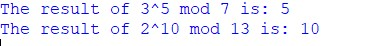 The result of 3^5 mod 7 is: 5
The result of 2^10 mod 13 is: 10